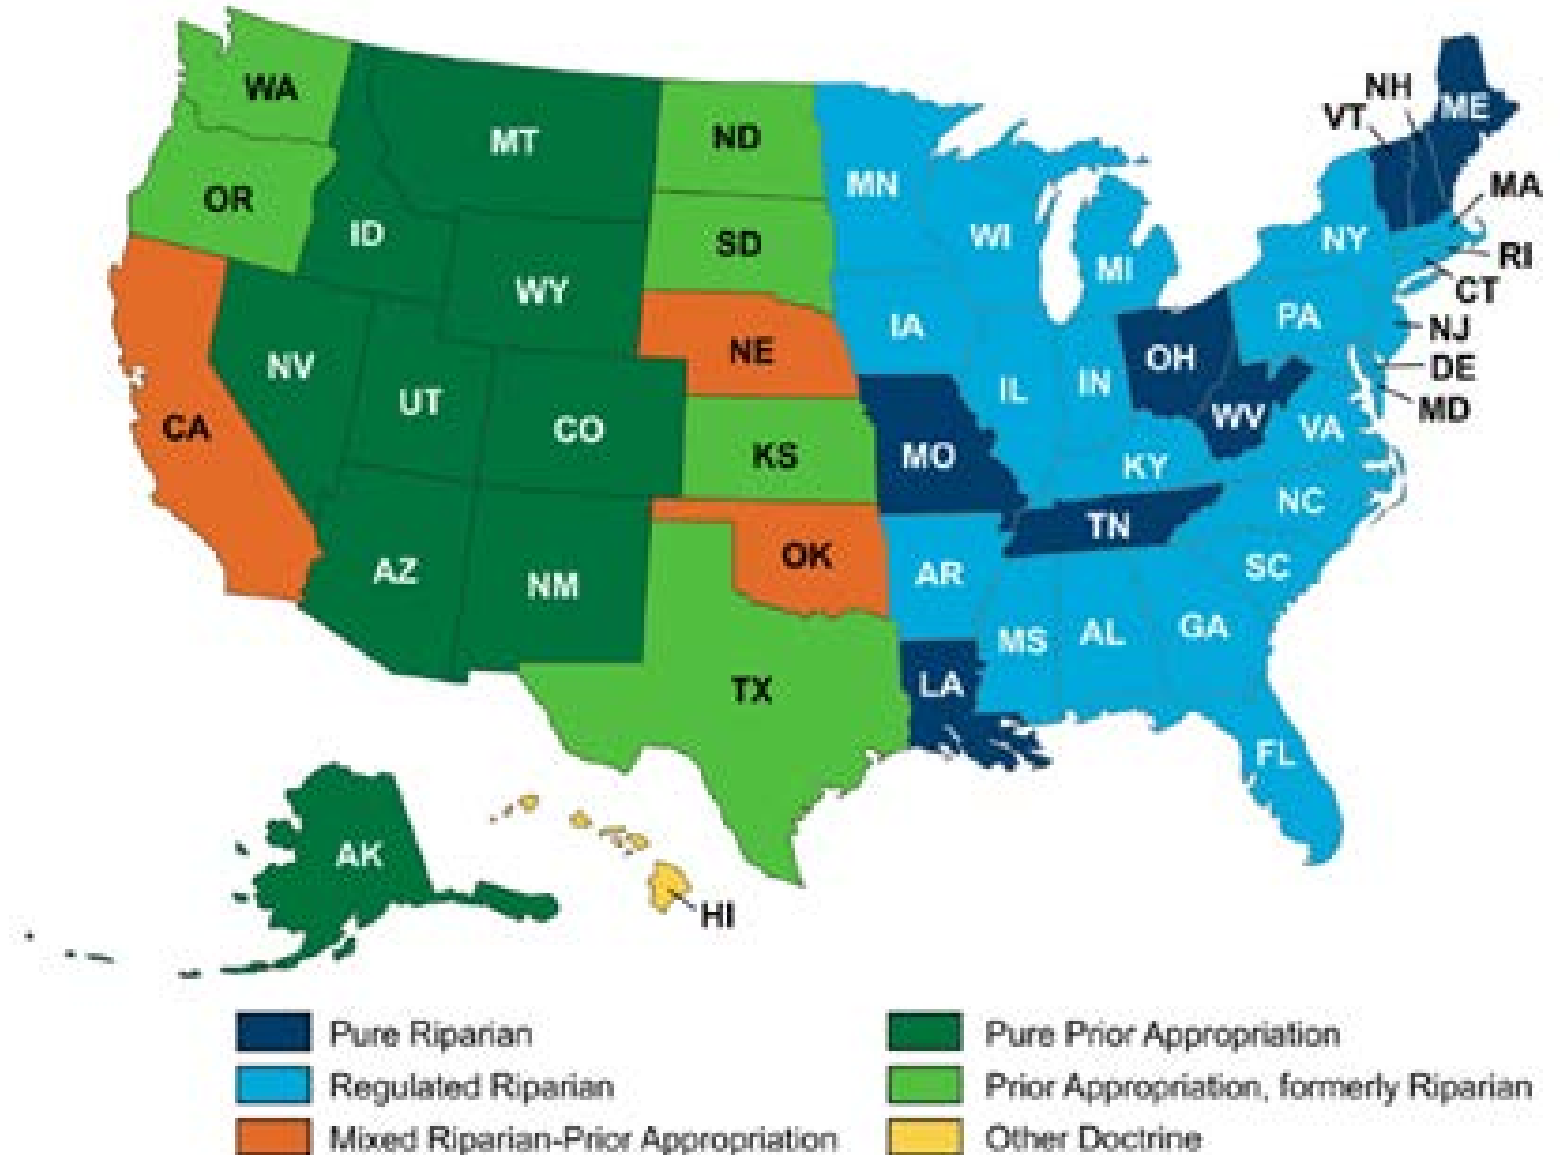 WA
MT
ND
MN
OR
ID
SD
WI
MI
NY
VT
NH
ME
MA
RI
CT
NJ
DE
MD
WY
NE
IA
PA
NV
UT
CO
KS
MO
IL
IN
OH
WV
VA
CA
KY
NC
AZ
NM
OK
AR
TN
SC
TX
LA
MS
AL
GA
FL
AK
HI
Pure Riparian
Regulated Riparian
Mixed Riparian-Prior Appropriation
Pure Prior Appropriation
Prior Appropriation, formerly Riparian
Other Doctrine